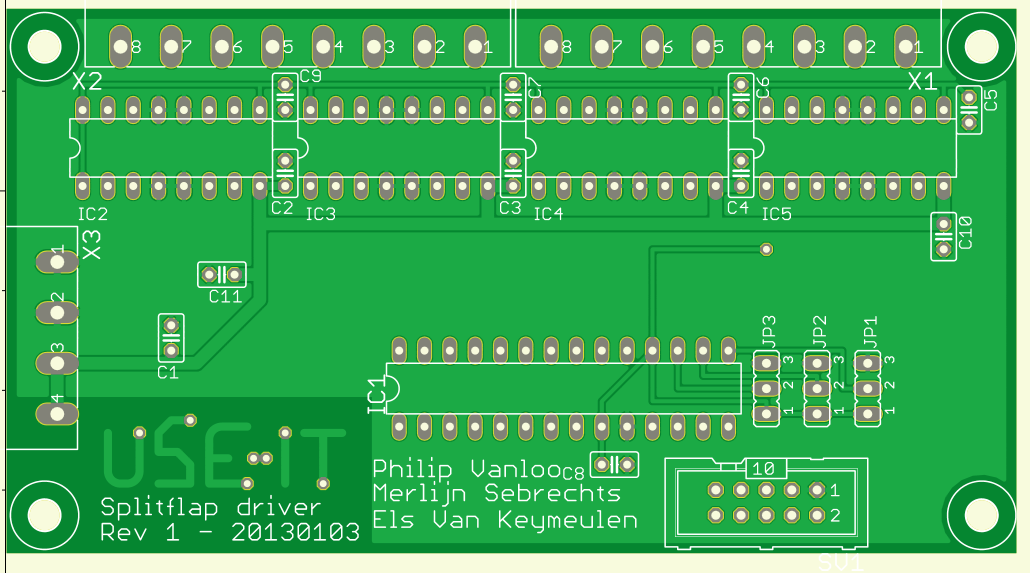 8 7 6 5 4 3 2 1 8 7 6 5 4 3 2 1
X2 C9 C7 C6 X1 C5
IC2 C2 IC3 C3 IC4 C4 IC5
C10
X3
1
2
3
4
C11
C1
IC1
JP3 JP2 JP1
3 3 3
2 2 2
1 1 1
USEIT
Philip Vanloo
C8
Merlijn Sebrechts
Els Van Keymeulen
Splitflap driver
Rev 1 - 20130103
10
1
2
SV1